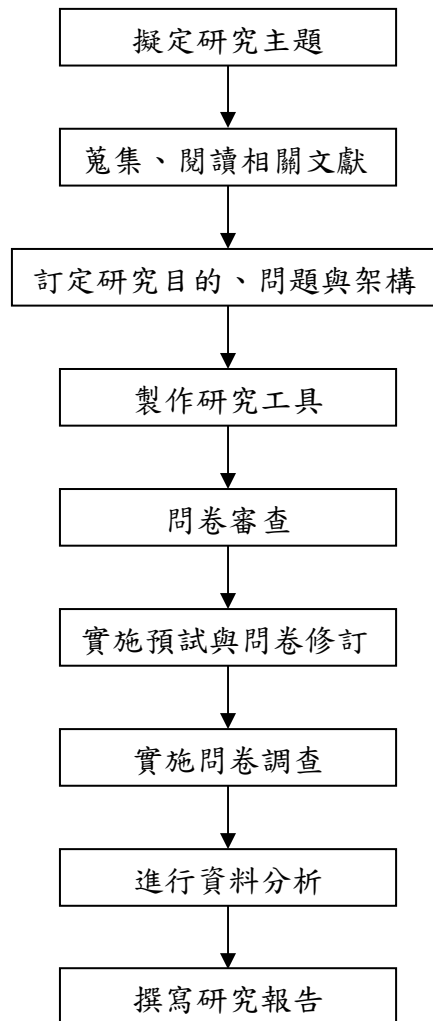 擬定研究主題
蒐集、閱讀相關文獻
訂定研究目的、問題與架構
製作研究工具
問卷審查
實施預試與問卷修訂
實施問卷調查
進行資料分析
撰寫研究報告